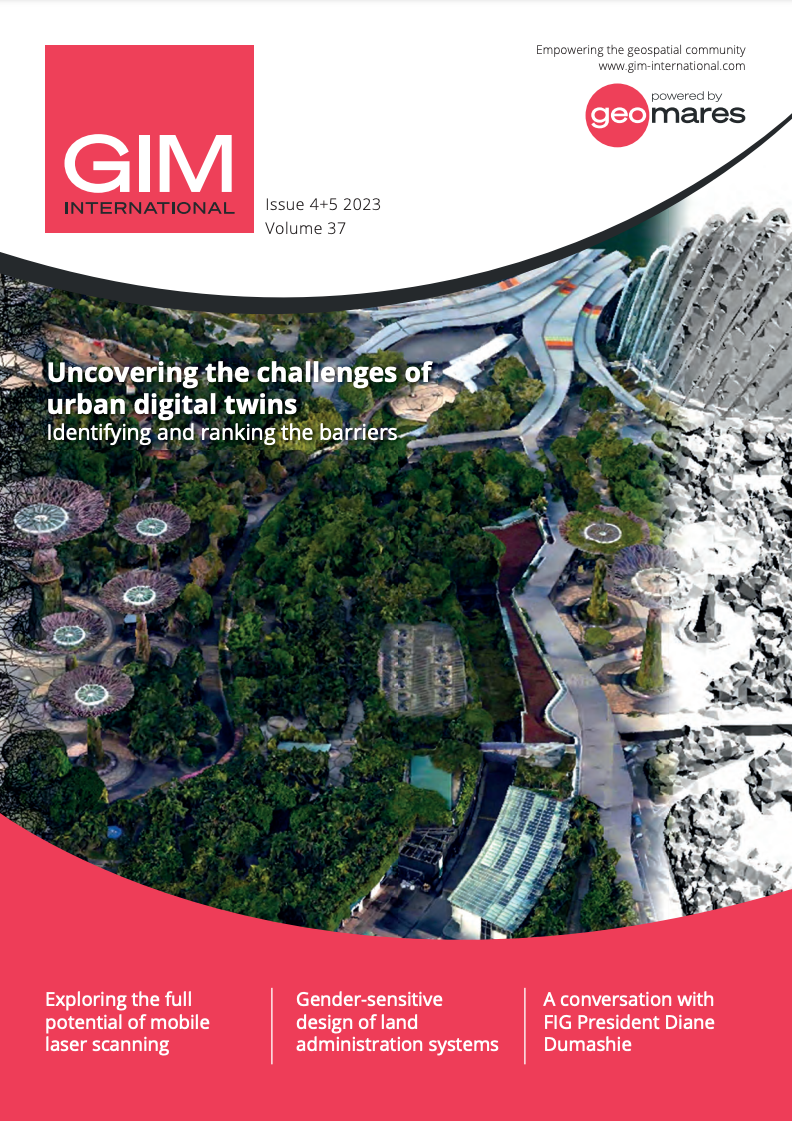 Empowering the geospatial community
www.gim-international.com
powered by
geomares
GIM
INTERNATIONAL
Issue 4+5 2023
Volume 37
Uncovering the challenges of
urban digital twins
Identifying and ranking the barriers
Exploring the full
potential of mobile
laser scanning
Gender-sensitive
design of land
administration systems
A conversation with
FIG President Diane
Dumashie